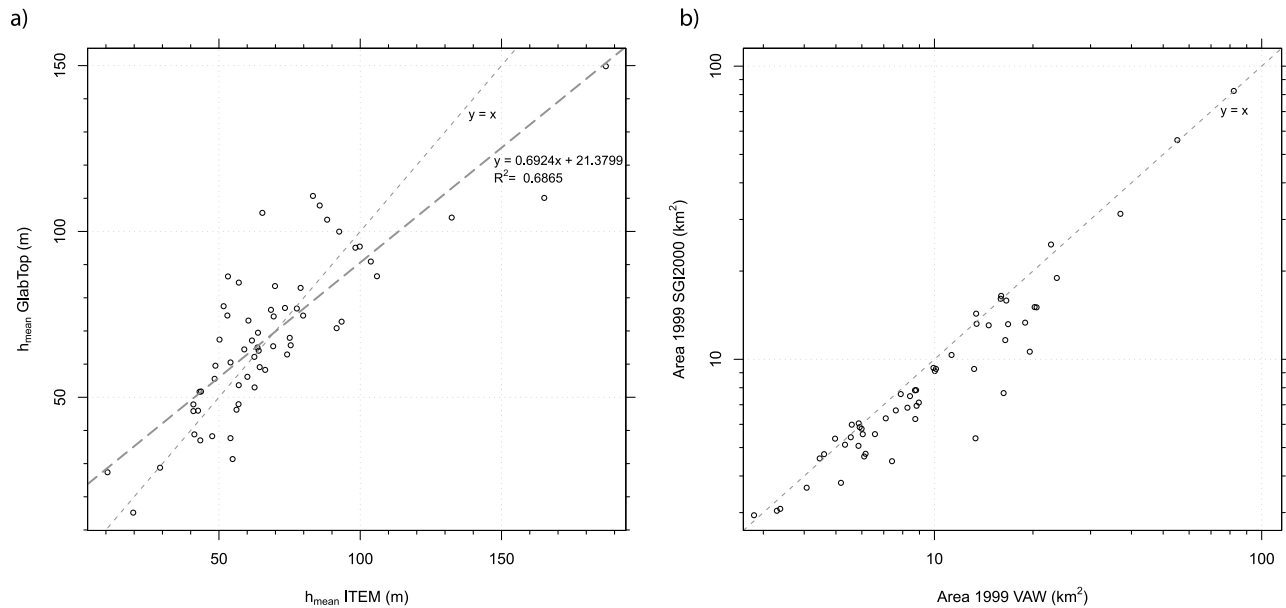 a)
150
100
50
h_mean GlabTop (m)
y = x
y = 0.6924x + 21.3799
R² = 0.6865
50 100 150
h_mean ITEM (m)
b)
100
10
Area 1999 SGI2000 (km²)
y = x
10 100
Area 1999 VAW (km²)